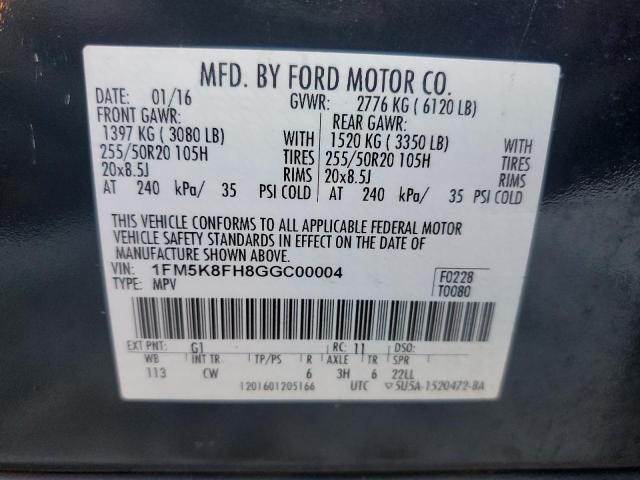 MFD. BY FORD MOTOR CO.
DATE: 01/16 GVWR: 2776 KG ( 6120 LB)
FRONT GAWR: REAR GAWR:
1397 KG ( 3080 LB) WITH 1520 KG ( 3350 LB) WITH
255/50R20 105H TIRES 255/50R20 105H TIRES
20x8.5J RIMS 20x8.5J RIMS
AT 240 kPa/ 35 PSI COLD AT 240 kPa/ 35 PSI COLD
THIS VEHICLE CONFORMS TO ALL APPLICABLE FEDERAL MOTOR
VEHICLE SAFETY STANDARDS IN EFFECT ON THE DATE OF
MANUFACTURE SHOWN ABOVE.
VIN: 1FM5K8FH8GGC00004 F0228
TYPE: MPV T0080
EXT PNT: G1 RC: 11 DSO:
WB INT TR TP/PS R AXLE TR SPR
113 CW 6 3H 6 22LL
1201601205166 UTC ▽5U5A-1520472-8A